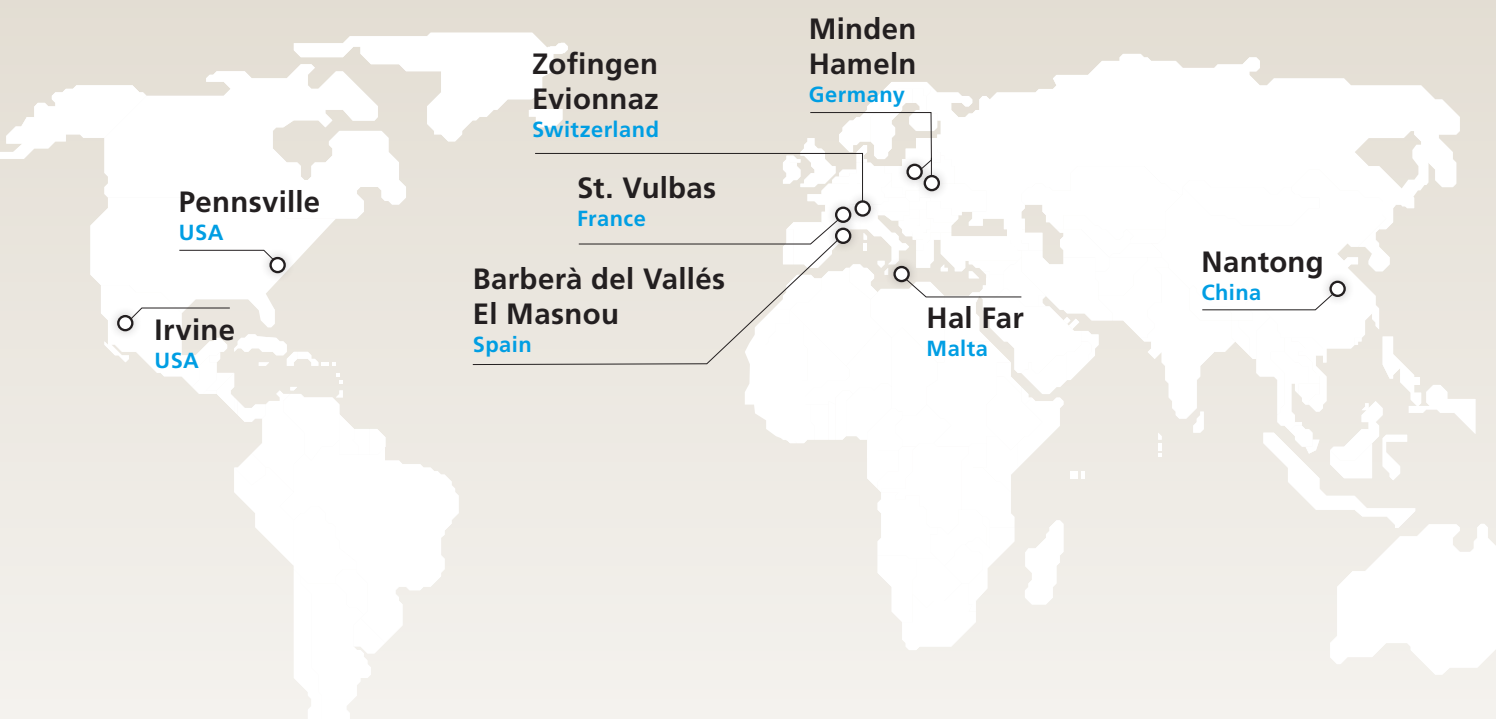 Minden
Hameln
Germany
Zofingen
Evionnaz
Switzerland
St. Vulbas
France
Pennsville
USA
Barberà del Vallés
El Masnou
Spain
Nantong
China
Hal Far
Malta
Irvine
USA